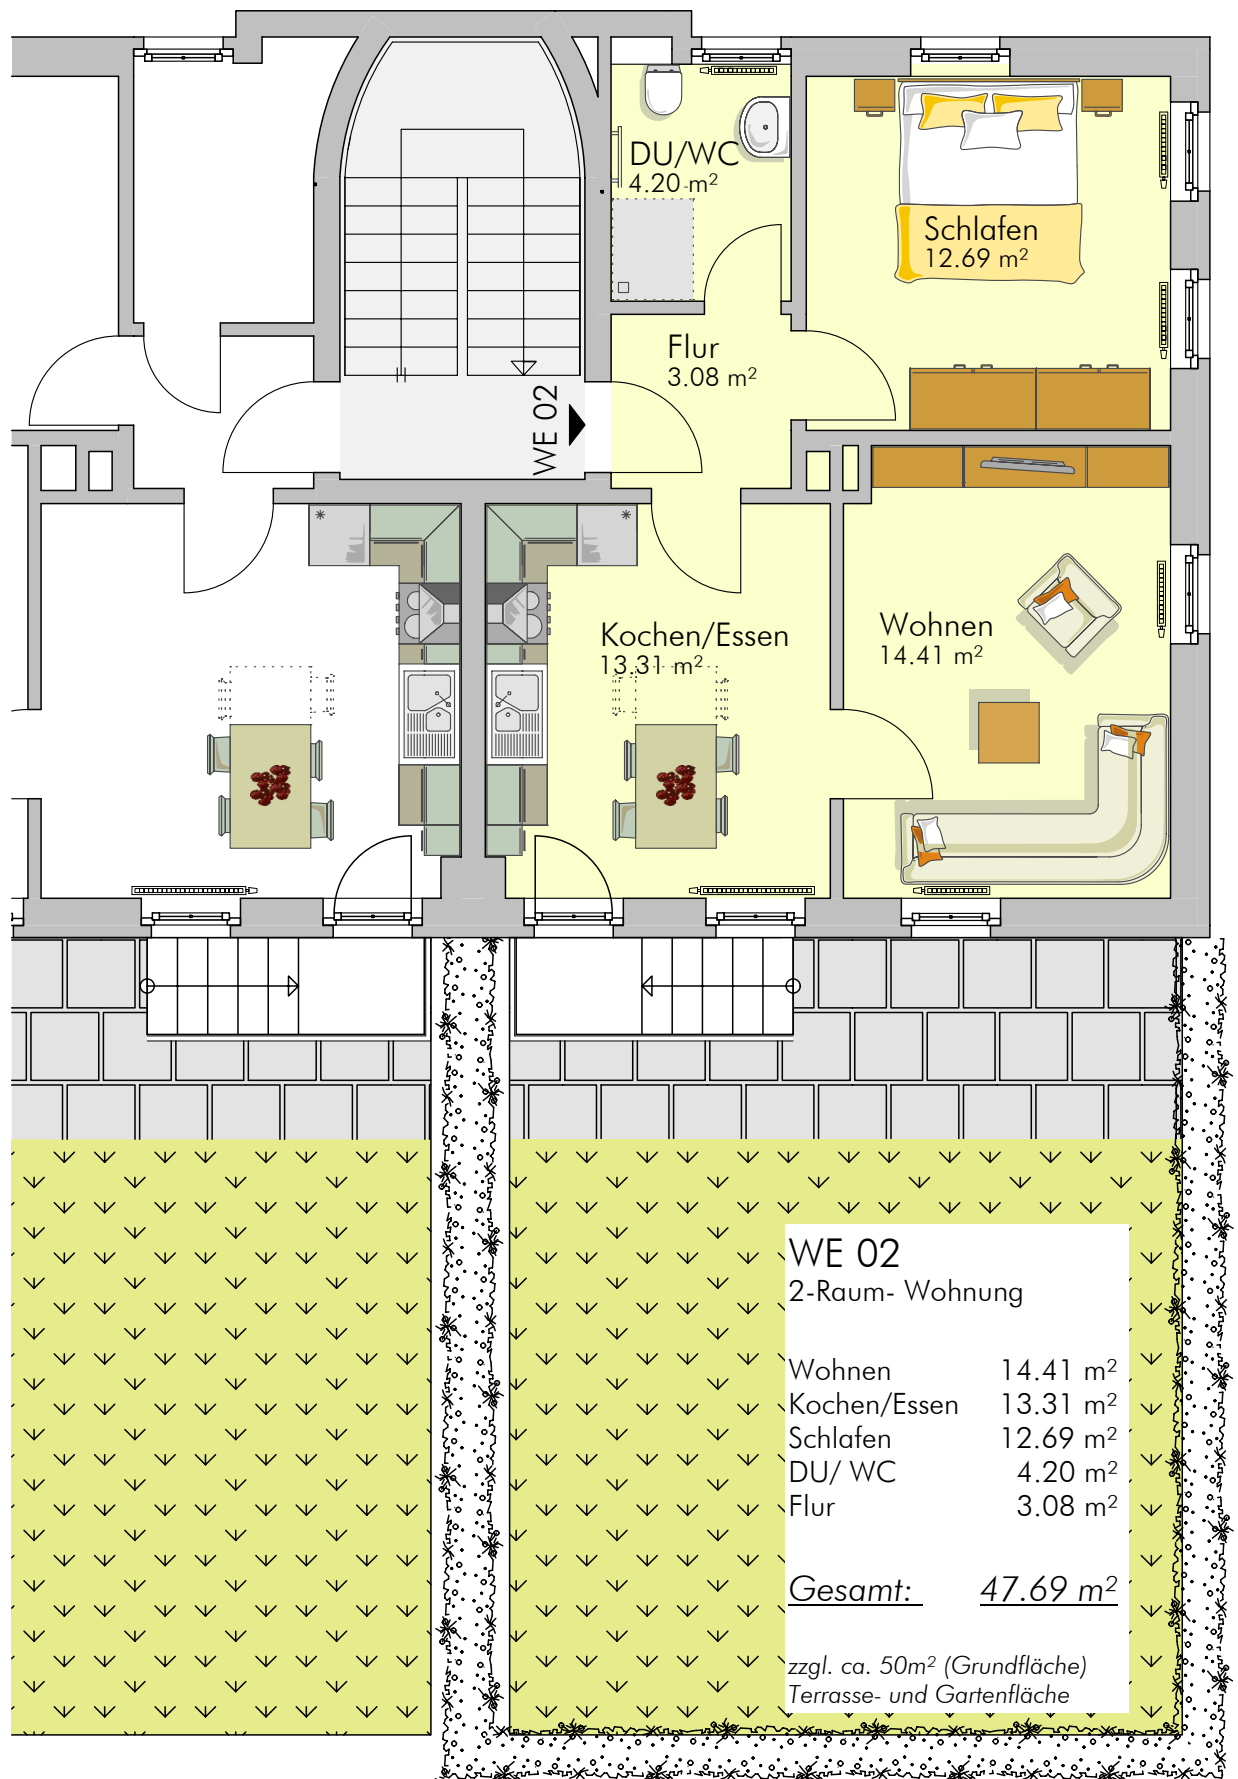 DU/WC
4.20 m²
Schlafen
12.69 m²
Flur
3.08 m²
WE 02
Kochen/Essen
13.31 m²
Wohnen
14.41 m²
WE 02
2-Raum- Wohnung
Wohnen 14.41 m²
Kochen/Essen 13.31 m²
Schlafen 12.69 m²
DU/ WC 4.20 m²
Flur 3.08 m²
Gesamt: 47.69 m²
zzgl. ca. 50m² (Grundfläche)
Terrasse- und Gartenfläche